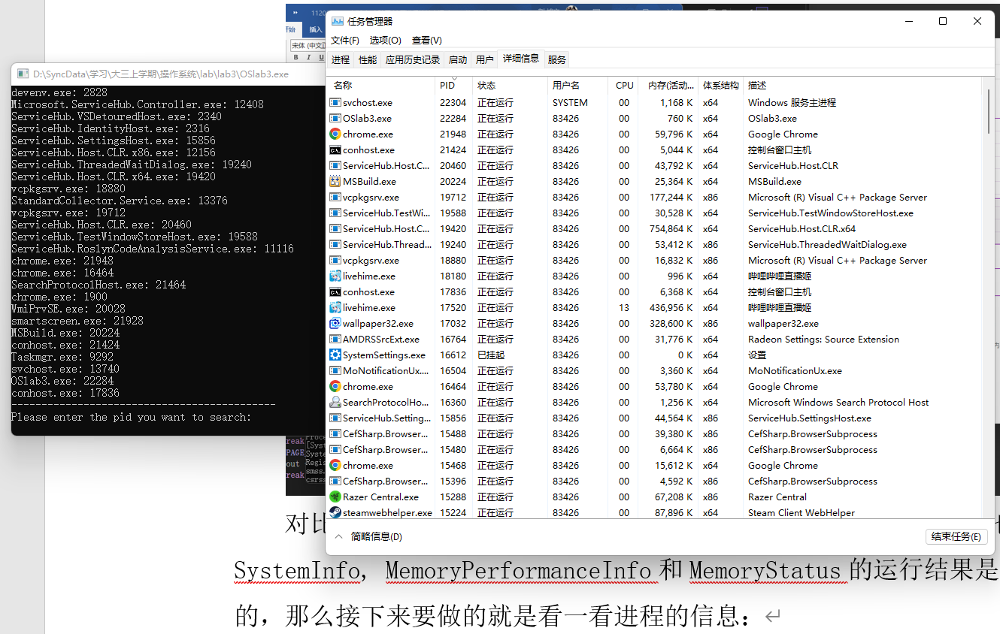 1120
开始 插入
宋体 (中文正
B I U
D:\SyncData\学习\大三上学期\操作系统\lab\lab3\OSlab3.exe
devenv.exe: 2828
Microsoft.ServiceHub.Controller.exe: 12408
ServiceHub.VSDetouredHost.exe: 2340
ServiceHub.IdentityHost.exe: 2316
ServiceHub.SettingsHost.exe: 15856
ServiceHub.Host.CLR.x86.exe: 12156
ServiceHub.ThreadedWaitDialog.exe: 19240
ServiceHub.Host.CLR.x64.exe: 19420
vcpkgsrv.exe: 18880
StandardCollector.Service.exe: 13376
vcpkgsrv.exe: 19712
ServiceHub.Host.CLR.exe: 20460
ServiceHub.TestWindowStoreHost.exe: 19588
ServiceHub.RoslynCodeAnalysisService.exe: 11116
chrome.exe: 21948
chrome.exe: 16464
SearchProtocolHost.exe: 21464
chrome.exe: 1900
WmiPrvSE.exe: 20028
smartscreen.exe: 21928
MSBuild.exe: 20224
conhost.exe: 21424
Taskmgr.exe: 9292
svchost.exe: 13740
OSlab3.exe: 22284
conhost.exe: 17836
--------------------------------------------
Please enter the pid you want to search:
任务管理器
文件(F) 选项(O) 查看(V)
进程 性能 应用历史记录 启动 用户 详细信息 服务
名称 PID 状态 用户名 CPU 内存(活动... 体系结构 描述
svchost.exe 22304 正在运行 SYSTEM 00 1,168 K x64 Windows 服务主进程
OSlab3.exe 22284 正在运行 83426 00 760 K x64 OSlab3.exe
chrome.exe 21948 正在运行 83426 00 59,796 K x64 Google Chrome
conhost.exe 21424 正在运行 83426 00 5,044 K x64 控制台窗口主机
ServiceHub.Host.C... 20460 正在运行 83426 00 43,792 K x64 ServiceHub.Host.CLR
MSBuild.exe 20224 正在运行 83426 00 25,364 K x64 MSBuild.exe
vcpkgsrv.exe 19712 正在运行 83426 00 177,244 K x86 Microsoft (R) Visual C++ Package Server
ServiceHub.TestWi... 19588 正在运行 83426 00 30,528 K x64 ServiceHub.TestWindowStoreHost.exe
ServiceHub.Host.C... 19420 正在运行 83426 00 754,864 K x64 ServiceHub.Host.CLR.x64
ServiceHub.Thread... 19240 正在运行 83426 00 53,412 K x86 ServiceHub.ThreadedWaitDialog.exe
vcpkgsrv.exe 18880 正在运行 83426 00 16,832 K x86 Microsoft (R) Visual C++ Package Server
livehime.exe 18180 正在运行 83426 00 996 K x64 哔哩哔哩直播姬
conhost.exe 17836 正在运行 83426 00 6,368 K x64 控制台窗口主机
livehime.exe 17520 正在运行 83426 13 436,956 K x64 哔哩哔哩直播姬
wallpaper32.exe 17032 正在运行 83426 00 328,600 K x86 wallpaper32.exe
AMDRSSrcExt.exe 16764 正在运行 83426 00 31,776 K x64 Radeon Settings: Source Extension
SystemSettings.exe 16612 已挂起 83426 00 0 K x64 设置
MoNotificationUx.... 16504 正在运行 83426 00 3,360 K x64 MoNotificationUx.exe
chrome.exe 16464 正在运行 83426 00 53,780 K x64 Google Chrome
SearchProtocolHo... 16360 正在运行 83426 00 1,256 K x64 Microsoft Windows Search Protocol Host
ServiceHub.Setting... 15856 正在运行 83426 00 44,564 K x86 ServiceHub.SettingsHost.exe
CefSharp.Browser... 15488 正在运行 83426 00 39,380 K x86 CefSharp.BrowserSubprocess
CefSharp.Browser... 15480 正在运行 83426 00 6,664 K x86 CefSharp.BrowserSubprocess
chrome.exe 15468 正在运行 83426 00 15,612 K x64 Google Chrome
CefSharp.Browser... 15396 正在运行 83426 00 4,592 K x86 CefSharp.BrowserSubprocess
Razer Central.exe 15288 正在运行 83426 00 67,208 K x86 Razer Central
steamwebhelper.exe 15224 正在运行 83426 00 87,896 K x64 Steam Client WebHelper
简略信息(D) 结束任务(E)
对比
SystemInfo, MemoryPerformanceInfo 和 MemoryStatus 的运行结果是
的，那么接下来要做的就是看一看进程的信息：